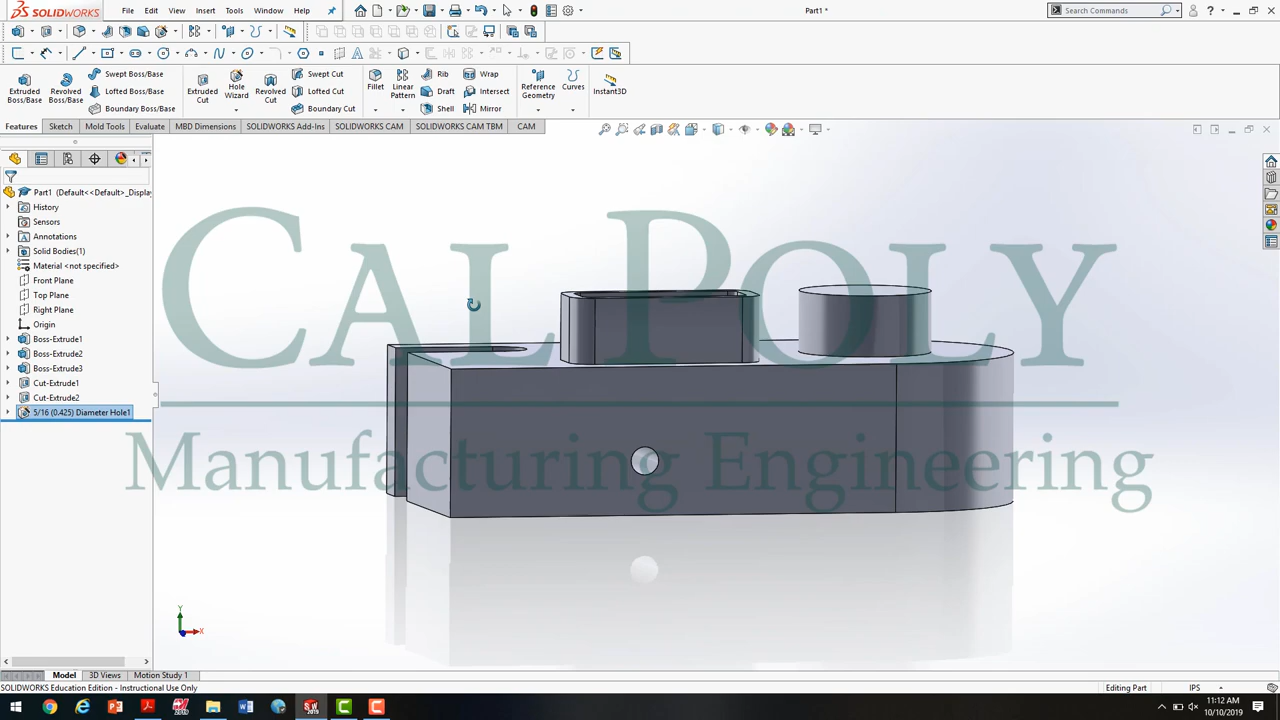 SOLIDWORKS
File Edit View Insert Tools Window Help
Part1 *
Search Commands
Extruded Boss/Base
Revolved Boss/Base
Swept Boss/Base
Lofted Boss/Base
Boundary Boss/Base
Extruded Cut
Hole Wizard
Revolved Cut
Swept Cut
Lofted Cut
Boundary Cut
Fillet
Linear Pattern
Rib
Draft
Shell
Wrap
Intersect
Mirror
Reference Geometry
Curves
Instant3D
Features Sketch Mold Tools Evaluate MBD Dimensions SOLIDWORKS Add-Ins SOLIDWORKS CAM SOLIDWORKS CAM TBM CAM
Part1 (Default<<Default>_Display
History
Sensors
Annotations
Solid Bodies(1)
Material <not specified>
Front Plane
Top Plane
Right Plane
Origin
Boss-Extrude1
Boss-Extrude2
Boss-Extrude3
Cut-Extrude1
Cut-Extrude2
5/16 (0.425) Diameter Hole1
CAL POLY
Manufacturing Engineering
Y
X
Model 3D Views Motion Study 1
SOLIDWORKS Education Edition - Instructional Use Only
Editing Part
IPS
11:12 AM
10/10/2019